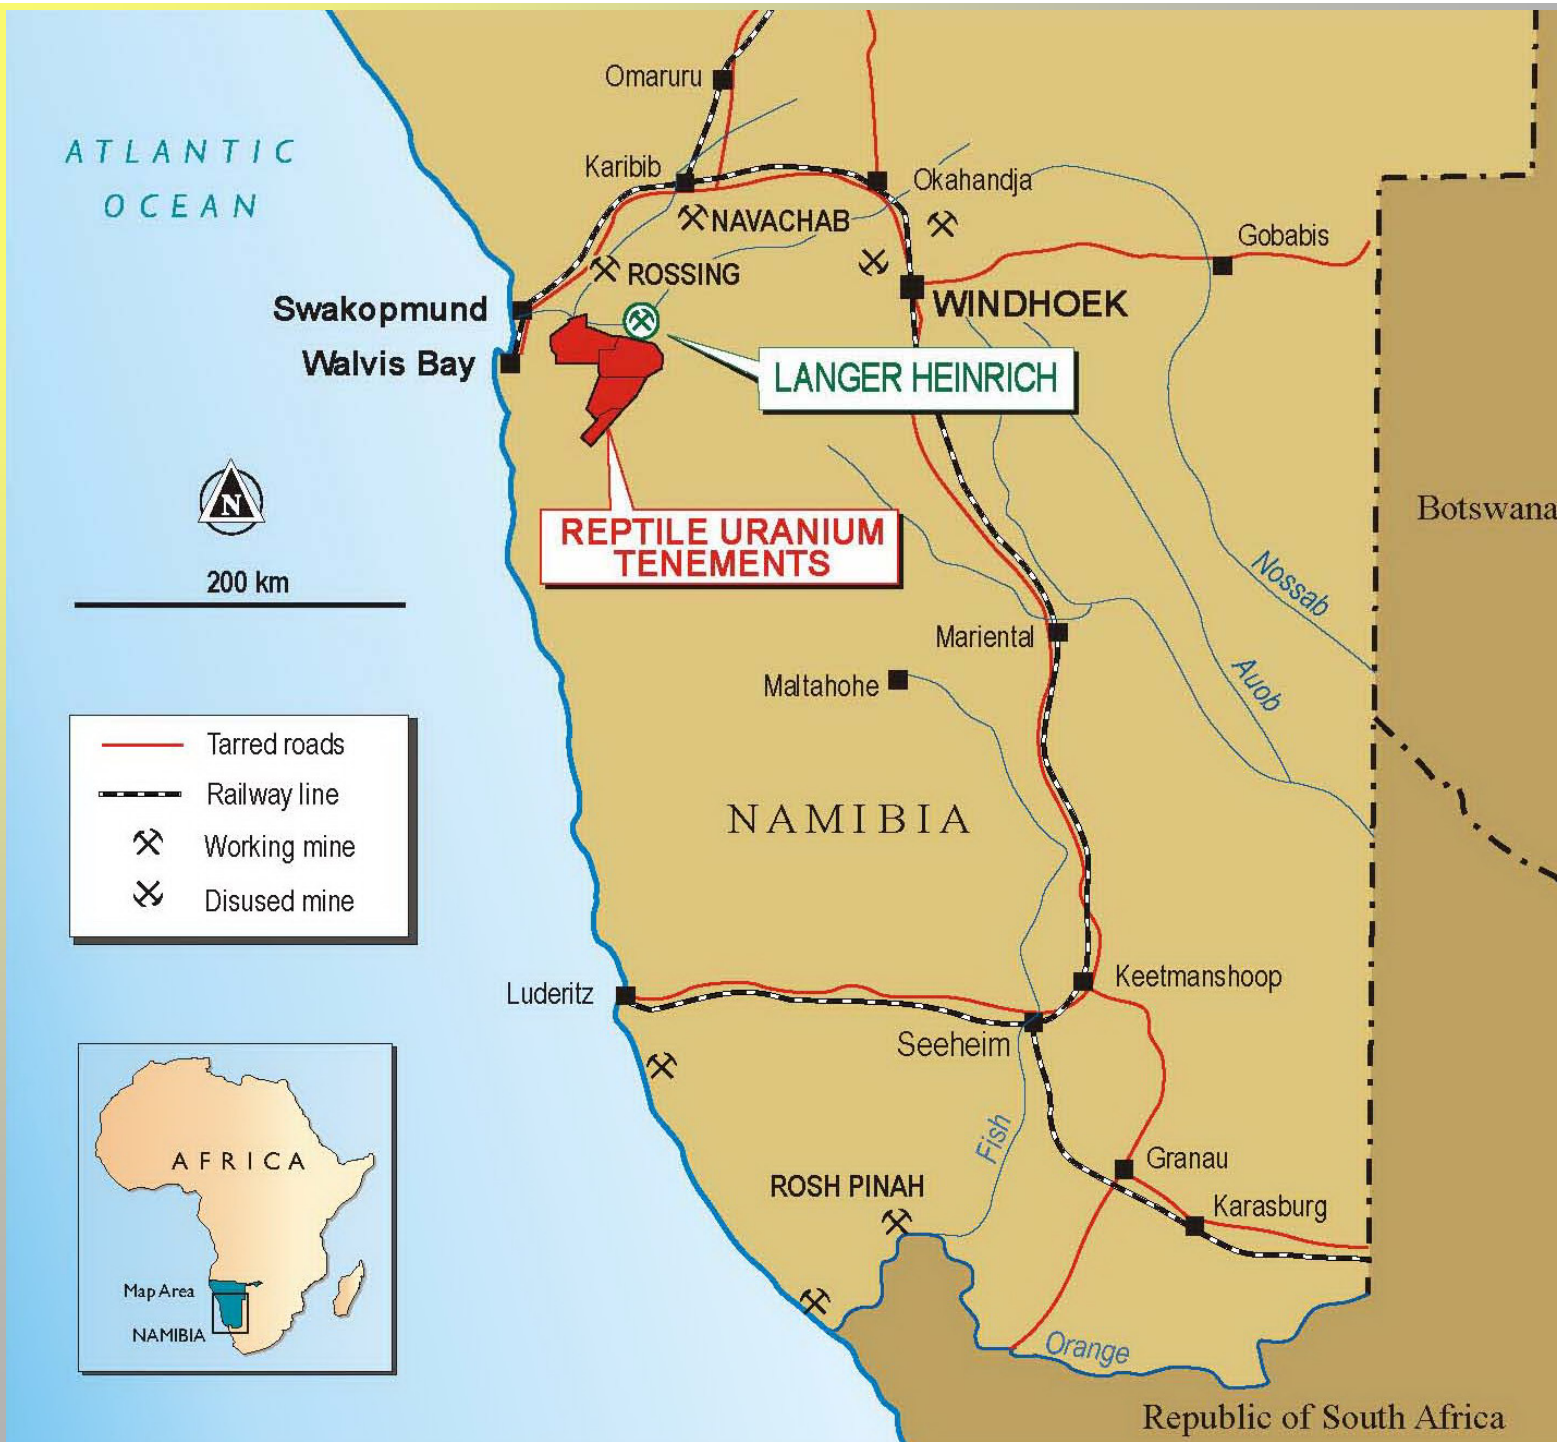 Omaruru
ATLANTIC
OCEAN
Karibib
Okahandja
NAVACHAB
Gobabis
ROSSING
Swakopmund
WINDHOEK
Walvis Bay
LANGER HEINRICH
N
Botswana
REPTILE URANIUM
TENEMENTS
200 km
Nossab
Mariental
Auob
Maltahohe
Tarred roads
Railway line
Working mine
Disused mine
NAMIBIA
Luderitz
Keetmanshoop
Seeheim
Fish
AFRICA
Granau
ROSH PINAH
Karasburg
Map Area
NAMIBIA
Orange
Republic of South Africa